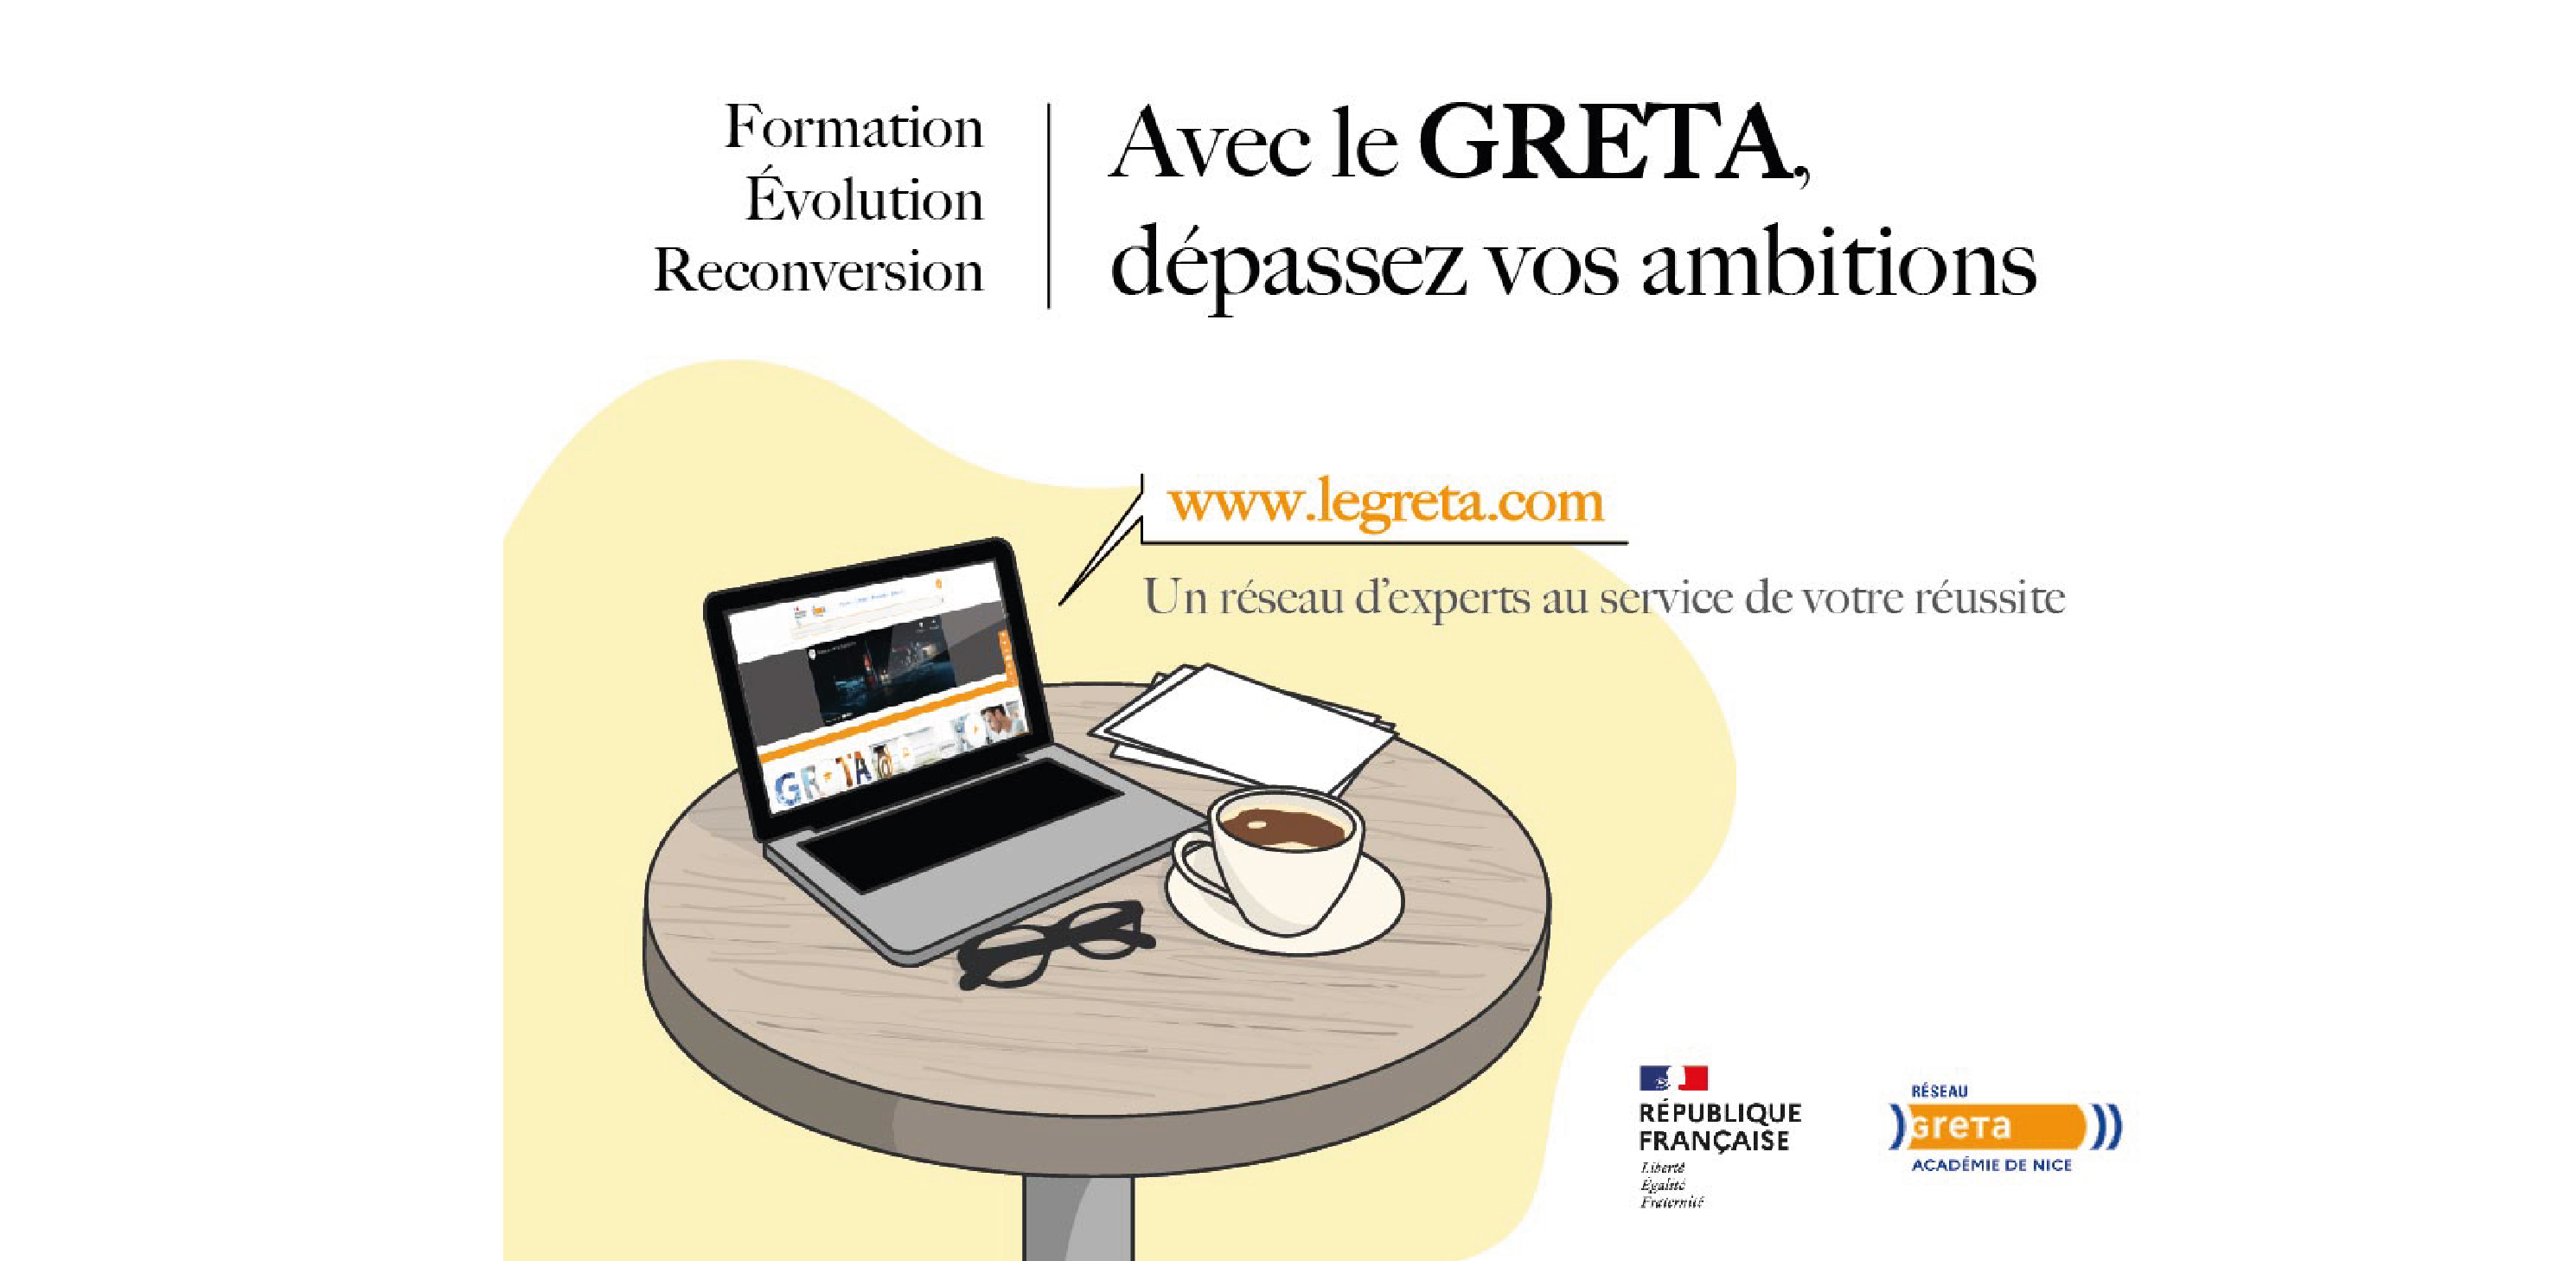 Formation
Évolution
Reconversion
Avec le GRETA,
dépassez vos ambitions
www.legreta.com
Un réseau d'experts au service de votre réussite
GRETA@
RÉPUBLIQUE
FRANÇAISE
Liberté
Égalité
Fraternité
RÉSEAU
greta
ACADÉMIE DE NICE